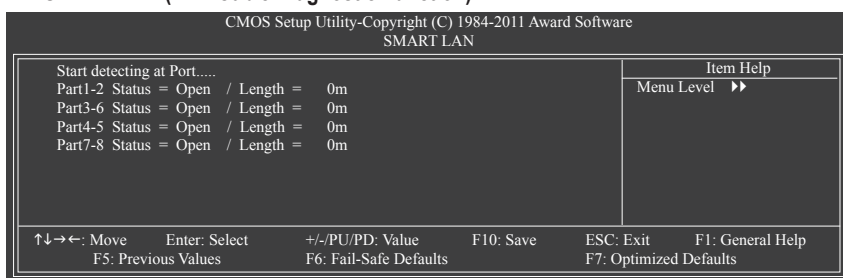 CMOS Setup Utility-Copyright (C) 1984-2011 Award Software
SMART LAN
Start detecting at Port.....
Part1-2 Status = Open / Length = 0m
Part3-6 Status = Open / Length = 0m
Part4-5 Status = Open / Length = 0m
Part7-8 Status = Open / Length = 0m
Item Help
Menu Level ▶▶
↑↓→←: Move Enter: Select +/-/PU/PD: Value F10: Save ESC: Exit F1: General Help
F5: Previous Values F6: Fail-Safe Defaults F7: Optimized Defaults